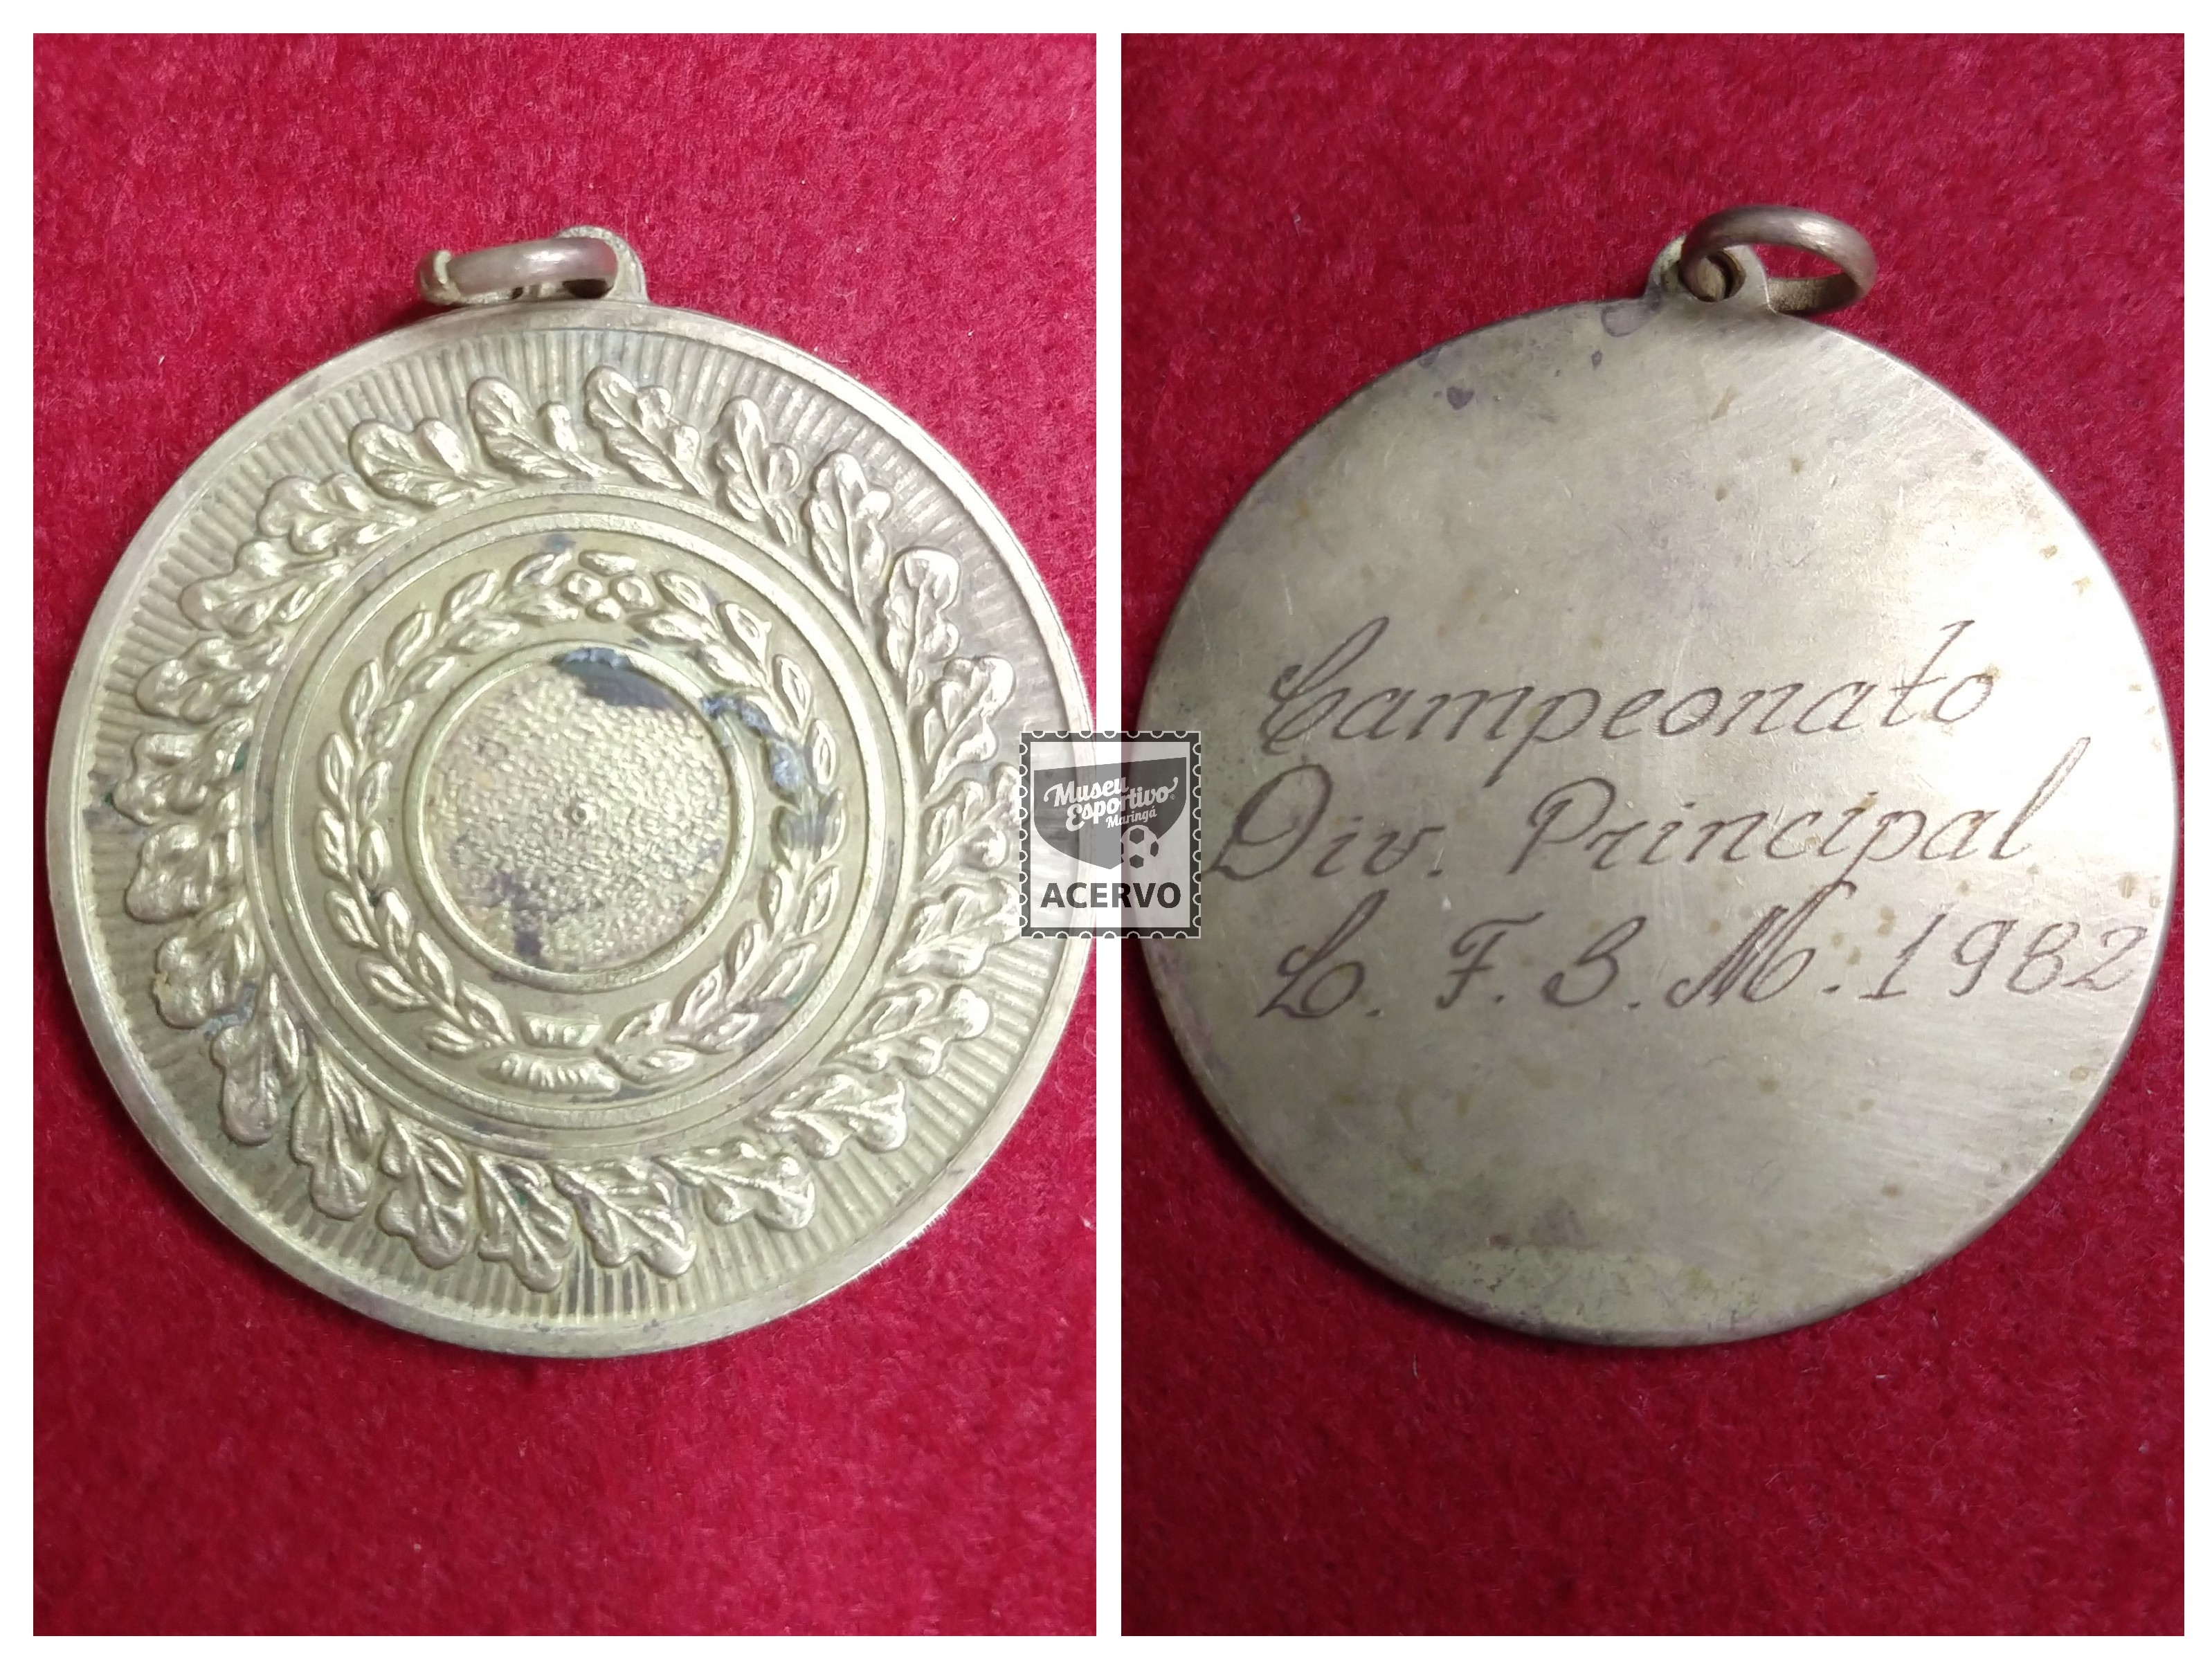 Museu
Esportivo
Maringá
ACERVO
Campeonato
Div. Principal
L. F. S. M. 1982